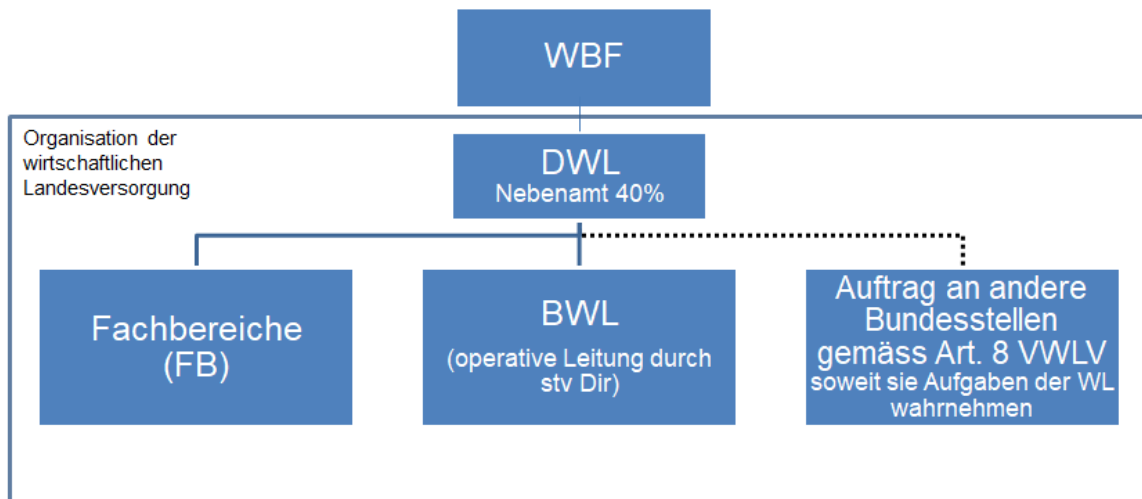 WBF
Organisation der
wirtschaftlichen
Landesversorgung
DWL
Nebenamt 40%
Fachbereiche
(FB)
BWL
(operative Leitung durch
stv Dir)
Auftrag an andere
Bundesstellen
gemäss Art. 8 VWLV
soweit sie Aufgaben der WL
wahrnehmen